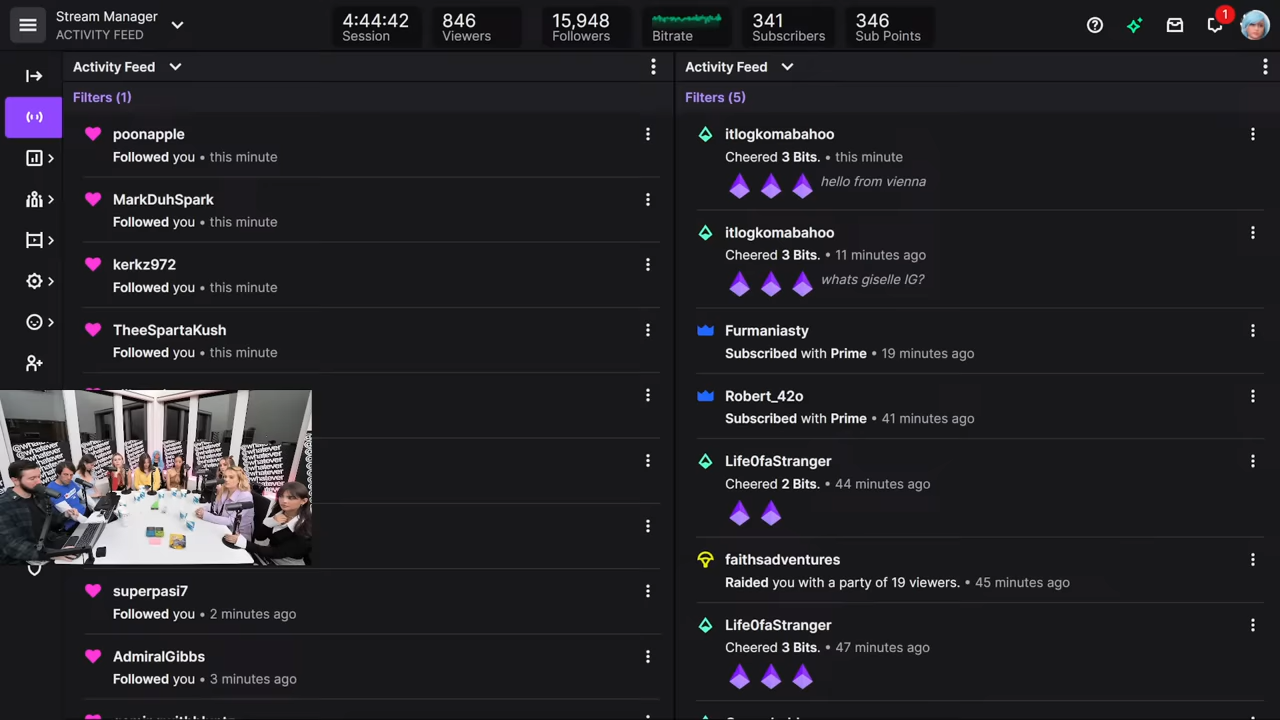 Stream Manager
ACTIVITY FEED
4:44:42
Session
846
Viewers
15,948
Followers
Bitrate
341
Subscribers
346
Sub Points
1
Activity Feed
Filters (1)
poonapple
Followed you • this minute
MarkDuhSpark
Followed you • this minute
kerkz972
Followed you • this minute
TheeSpartaKush
Followed you • this minute
@whatever
whatever
whatever
whatever
superpasi7
Followed you • 2 minutes ago
AdmiralGibbs
Followed you • 3 minutes ago
Activity Feed
Filters (5)
itlogkomabahoo
Cheered 3 Bits. • this minute
hello from vienna
itlogkomabahoo
Cheered 3 Bits. • 11 minutes ago
whats giselle IG?
Furmaniasty
Subscribed with Prime • 19 minutes ago
Robert_42o
Subscribed with Prime • 41 minutes ago
Life0faStranger
Cheered 2 Bits. • 44 minutes ago
faithsadventures
Raided you with a party of 19 viewers. • 45 minutes ago
Life0faStranger
Cheered 3 Bits. • 47 minutes ago